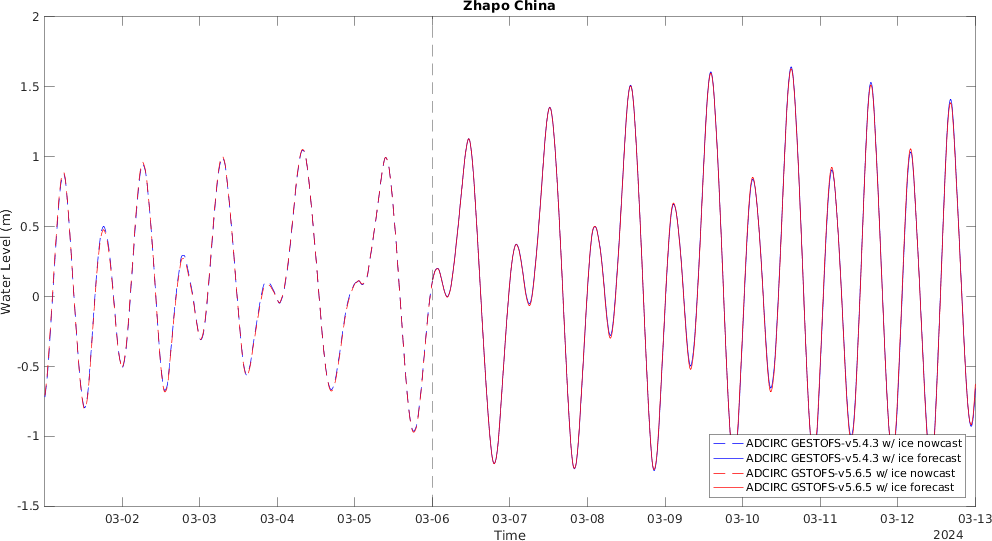 Zhapo China
2
1.5
1
0.5
0
-0.5
-1
-1.5
Water Level (m)
ADCIRC GESTOFS-v5.4.3 w/ ice nowcast
ADCIRC GESTOFS-v5.4.3 w/ ice forecast
ADCIRC GSTOFS-v5.6.5 w/ ice nowcast
ADCIRC GSTOFS-v5.6.5 w/ ice forecast
03-02 03-03 03-04 03-05 03-06 03-07 03-08 03-09 03-10 03-11 03-12 03-13
Time
2024